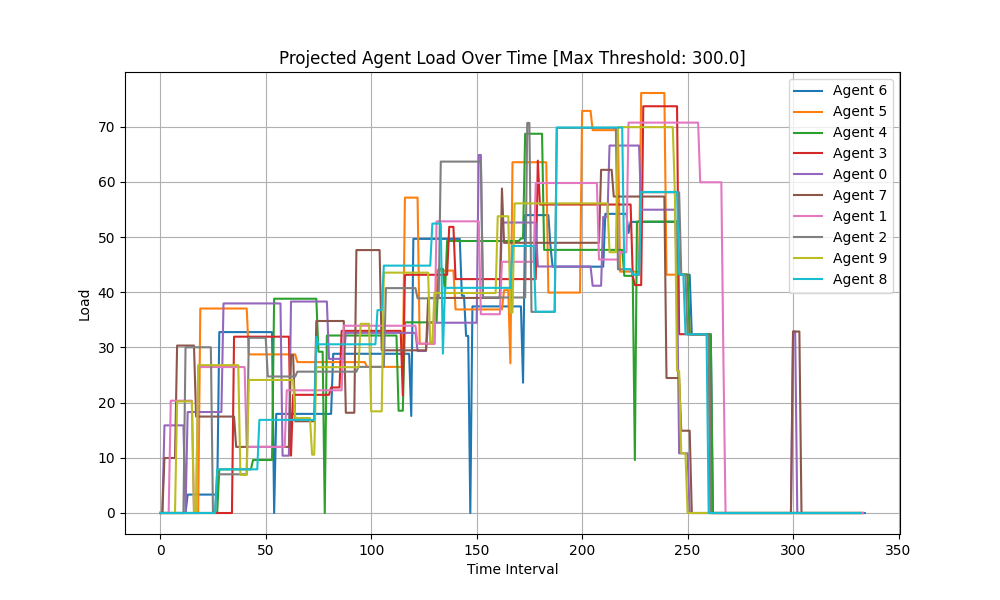 Projected Agent Load Over Time [Max Threshold: 300.0]
Load
70
60
50
40
30
20
10
0
0 50 100 150 200 250 300 350
Time Interval
Agent 6
Agent 5
Agent 4
Agent 3
Agent 0
Agent 7
Agent 1
Agent 2
Agent 9
Agent 8